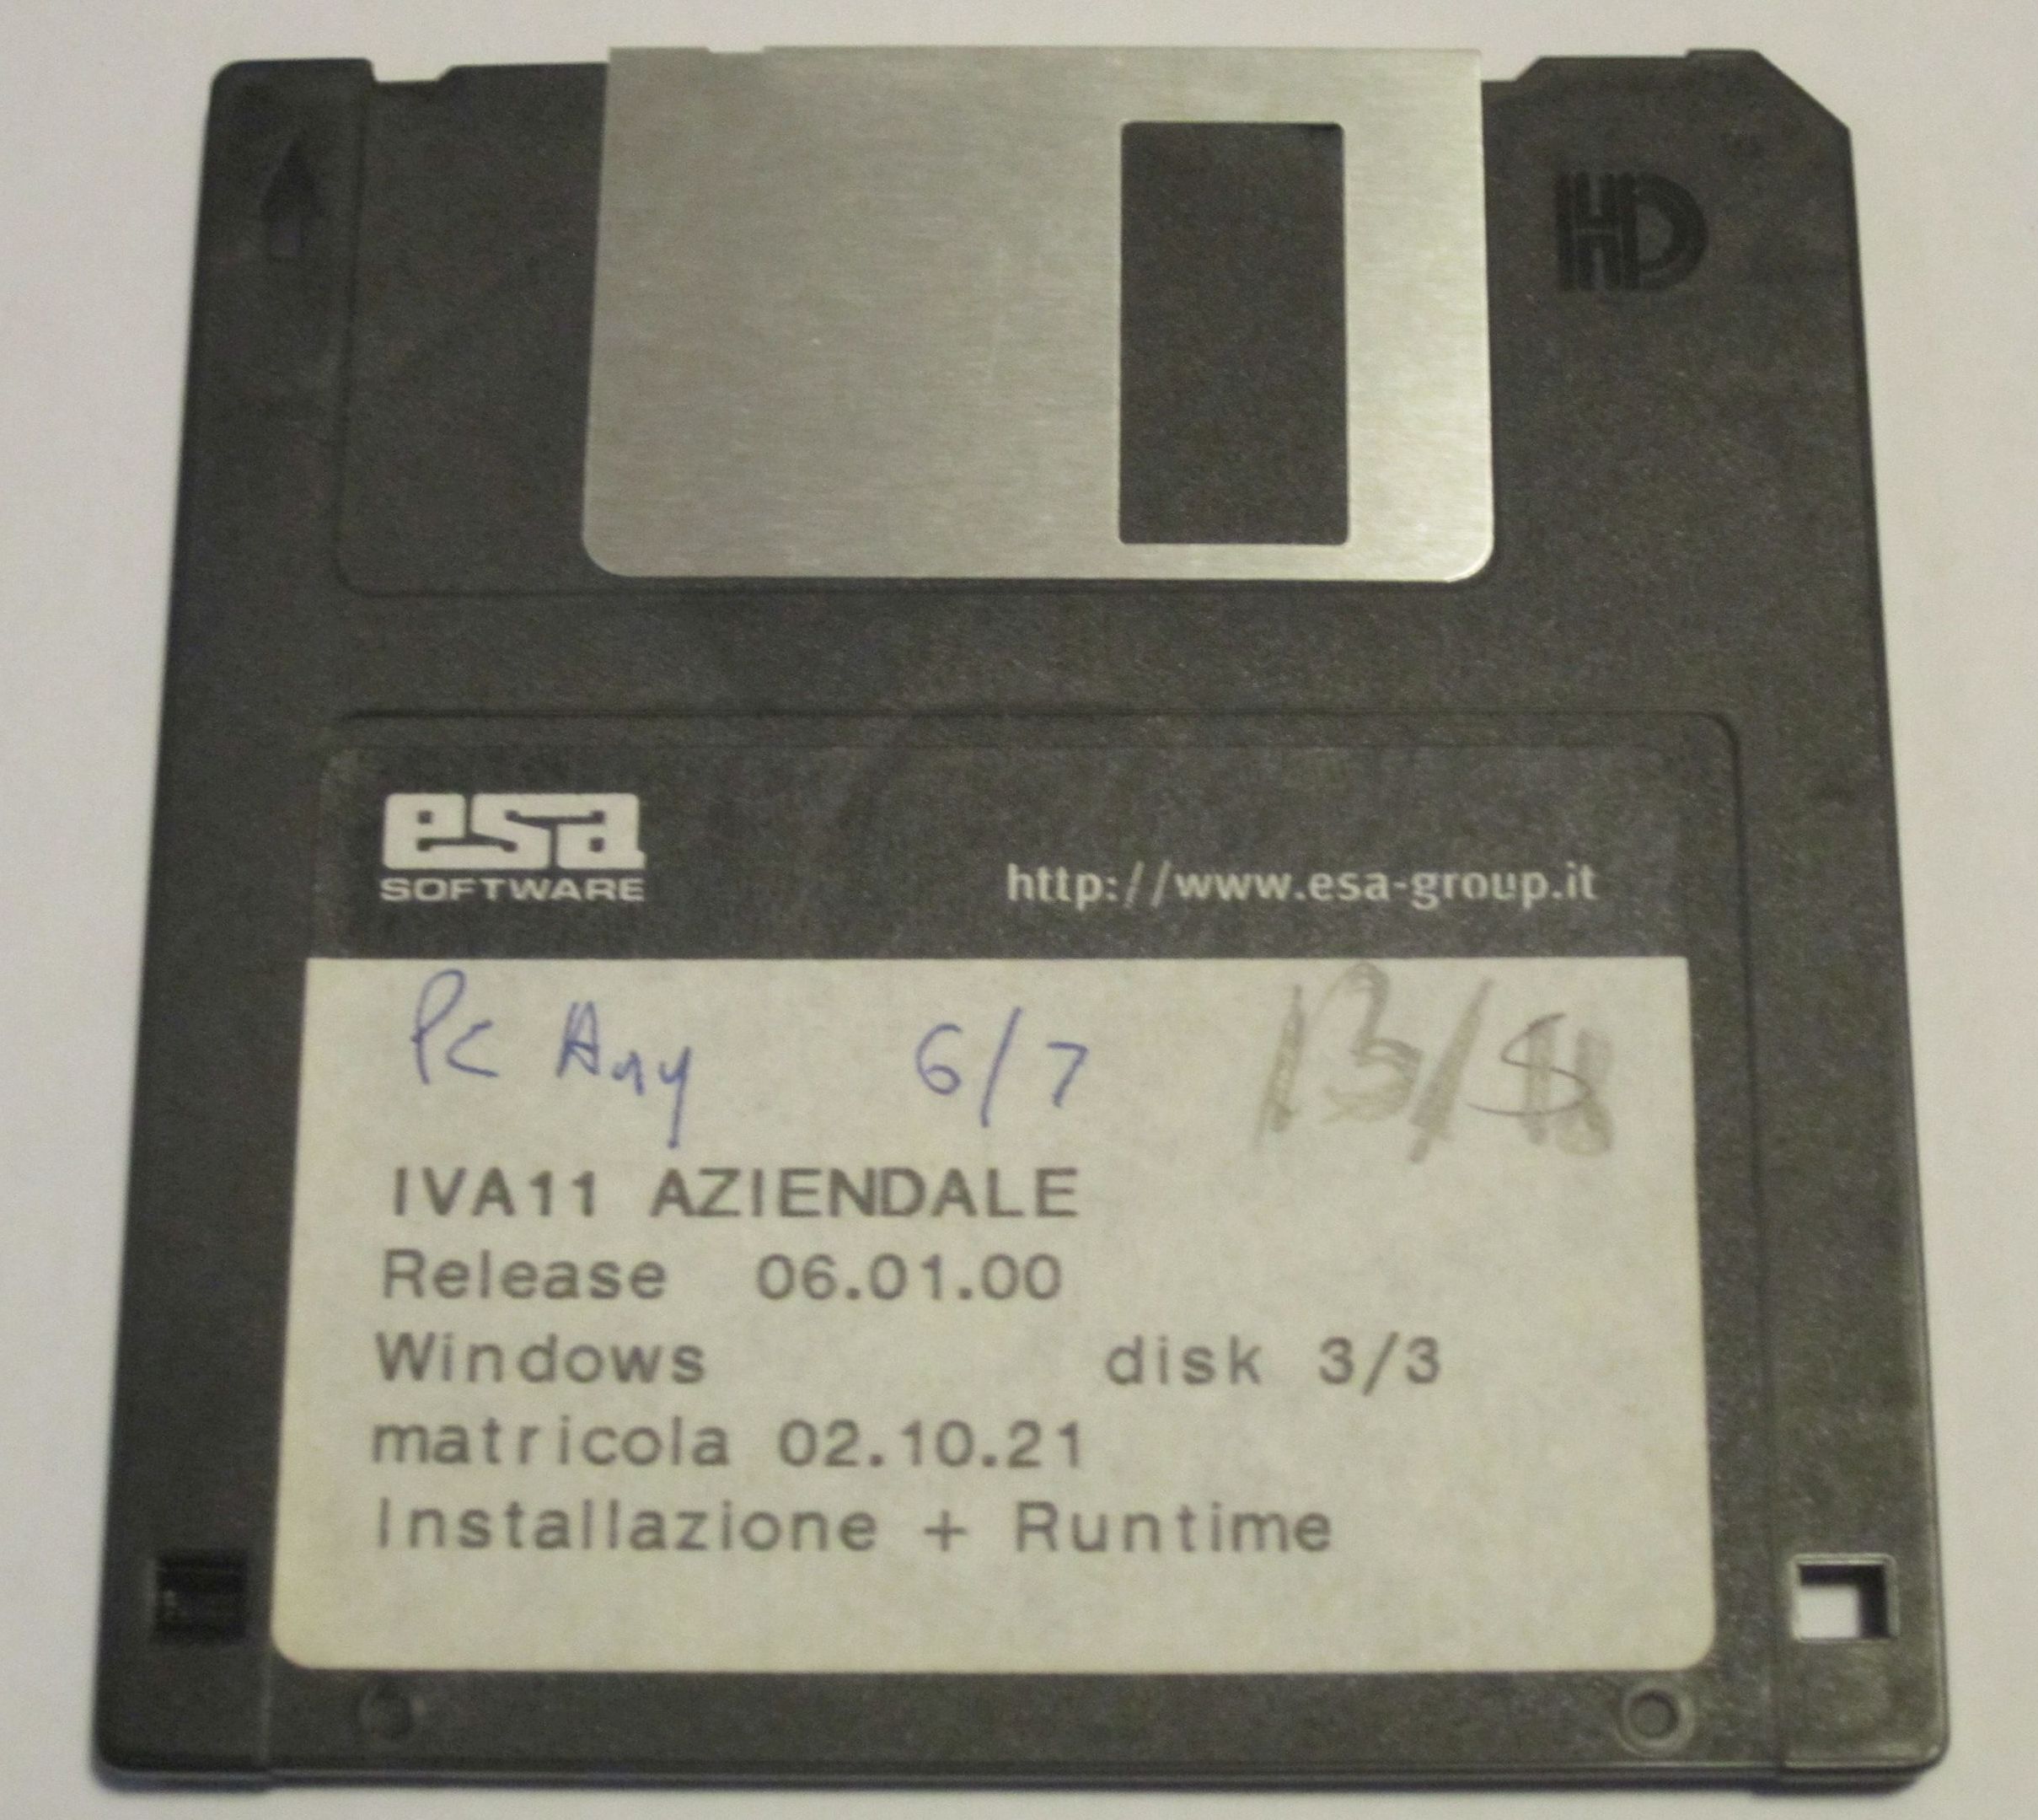 HD
esa
SOFTWARE
http://www.esa-group.it
Pc Any 6/7
IVA11 AZIENDALE
Release 06.01.00
Windows disk 3/3
matricola 02.10.21
Installazione + Runtime